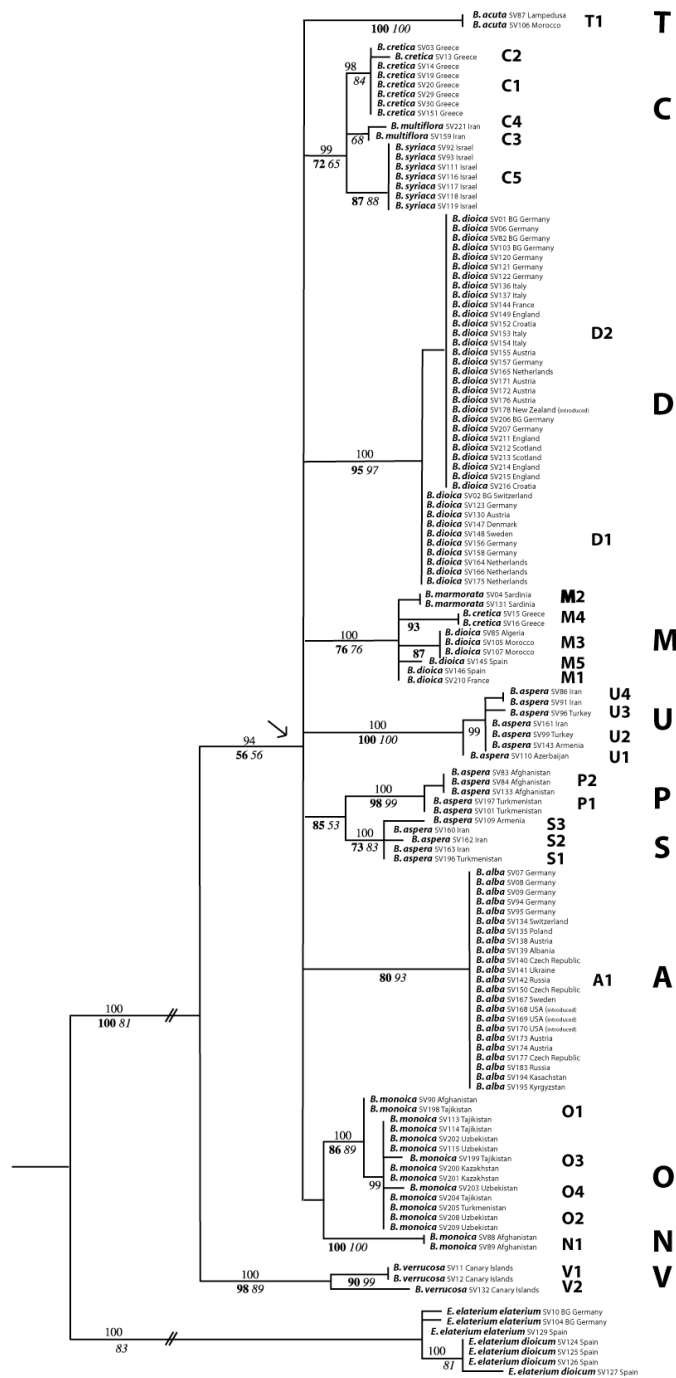 B. acuta SV87 Lampedusa
B. acuta SV106 Morocco
T1
T
100 100
B. cretica SV03 Greece
B. cretica SV13 Greece
C2
B. cretica SV14 Greece
98
B. cretica SV19 Greece
84
B. cretica SV20 Greece
C1
B. cretica SV29 Greece
B. cretica SV30 Greece
B. cretica SV151 Greece
C
B. multiflora SV221 Iran
C4
B. multiflora SV159 Iran
C3
68
99
72 65
B. syriaca SV92 Israel
B. syriaca SV93 Israel
B. syriaca SV111 Israel
B. syriaca SV116 Israel
C5
B. syriaca SV117 Israel
B. syriaca SV118 Israel
B. syriaca SV119 Israel
87 88
B. dioica SV01 BG Germany
B. dioica SV06 Germany
B. dioica SV82 BG Germany
B. dioica SV103 BG Germany
B. dioica SV120 Germany
B. dioica SV121 Germany
B. dioica SV122 Germany
B. dioica SV136 Italy
B. dioica SV137 Italy
B. dioica SV144 France
B. dioica SV149 England
B. dioica SV152 Croatia
B. dioica SV153 Italy
D2
B. dioica SV154 Italy
B. dioica SV155 Austria
B. dioica SV157 Germany
B. dioica SV165 Netherlands
B. dioica SV171 Austria
B. dioica SV172 Austria
B. dioica SV176 Austria
D
B. dioica SV178 New Zealand (introduced)
B. dioica SV206 BG Germany
B. dioica SV207 Germany
B. dioica SV211 England
B. dioica SV212 Scotland
B. dioica SV213 Scotland
B. dioica SV214 England
B. dioica SV215 England
B. dioica SV216 Croatia
100
95 97
B. dioica SV02 BG Switzerland
B. dioica SV123 Germany
B. dioica SV130 Austria
B. dioica SV147 Denmark
B. dioica SV148 Sweden
D1
B. dioica SV156 Germany
B. dioica SV158 Germany
B. dioica SV164 Netherlands
B. dioica SV166 Netherlands
B. dioica SV175 Netherlands
B. marmorata SV04 Sardinia
M2
B. marmorata SV131 Sardinia
B. cretica SV15 Greece
M4
B. cretica SV16 Greece
93
B. dioica SV85 Algeria
B. dioica SV105 Morocco
M3
B. dioica SV107 Morocco
87
100
76 76
M
B. dioica SV145 Spain
M5
B. dioica SV146 Spain
B. dioica SV210 France
M1
B. aspera SV86 Iran
U4
B. aspera SV91 Iran
B. aspera SV96 Turkey
U3
B. aspera SV161 Iran
U
B. aspera SV99 Turkey
U2
B. aspera SV143 Armenia
B. aspera SV110 Azerbaijan
U1
99
100
100 100
94
56 56
B. aspera SV83 Afghanistan
B. aspera SV84 Afghanistan
P2
B. aspera SV133 Afghanistan
B. aspera SV197 Turkmenistan
P1
B. aspera SV101 Turkmenistan
P
100
98 99
85 53
B. aspera SV109 Armenia
S3
B. aspera SV160 Iran
B. aspera SV162 Iran
S2
B. aspera SV163 Iran
B. aspera SV196 Turkmenistan
S1
S
100
73 83
B. alba SV07 Germany
B. alba SV08 Germany
B. alba SV09 Germany
B. alba SV94 Germany
B. alba SV95 Germany
B. alba SV134 Switzerland
B. alba SV135 Poland
B. alba SV138 Austria
B. alba SV139 Albania
B. alba SV140 Czech Republic
B. alba SV141 Ukraine
B. alba SV142 Russia
A1
A
B. alba SV150 Czech Republic
B. alba SV167 Sweden
B. alba SV168 USA (introduced)
B. alba SV169 USA (introduced)
B. alba SV170 USA (introduced)
B. alba SV173 Austria
B. alba SV174 Austria
B. alba SV177 Czech Republic
B. alba SV183 Russia
B. alba SV194 Kasachstan
B. alba SV195 Kyrgyzstan
80 93
100
100 81
B. monoica SV90 Afghanistan
O1
B. monoica SV198 Tajikistan
B. monoica SV113 Tajikistan
B. monoica SV114 Tajikistan
B. monoica SV202 Uzbekistan
B. monoica SV115 Uzbekistan
B. monoica SV199 Tajikistan
O3
B. monoica SV200 Kazakhstan
B. monoica SV201 Kazakstan
B. monoica SV203 Uzbekistan
O4
B. monoica SV204 Tajikistan
B. monoica SV205 Turkmenistan
B. monoica SV208 Uzbekistan
O2
B. monoica SV209 Uzbekistan
O
100
86 89
99
B. monoica SV88 Afghanistan
N1
B. monoica SV89 Afghanistan
N
100 100
B. verrucosa SV11 Canary Islands
V1
B. verrucosa SV12 Canary Islands
B. verrucosa SV132 Canary Islands
V2
V
100
98 89
90 99
E. elaterium elaterium SV10 BG Germany
E. elaterium elaterium SV104 BG Germany
E. elaterium elaterium SV129 Spain
E. elaterium dioicum SV124 Spain
E. elaterium dioicum SV125 Spain
E. elaterium dioicum SV126 Spain
E. elaterium dioicum SV127 Spain
100
83
100
81